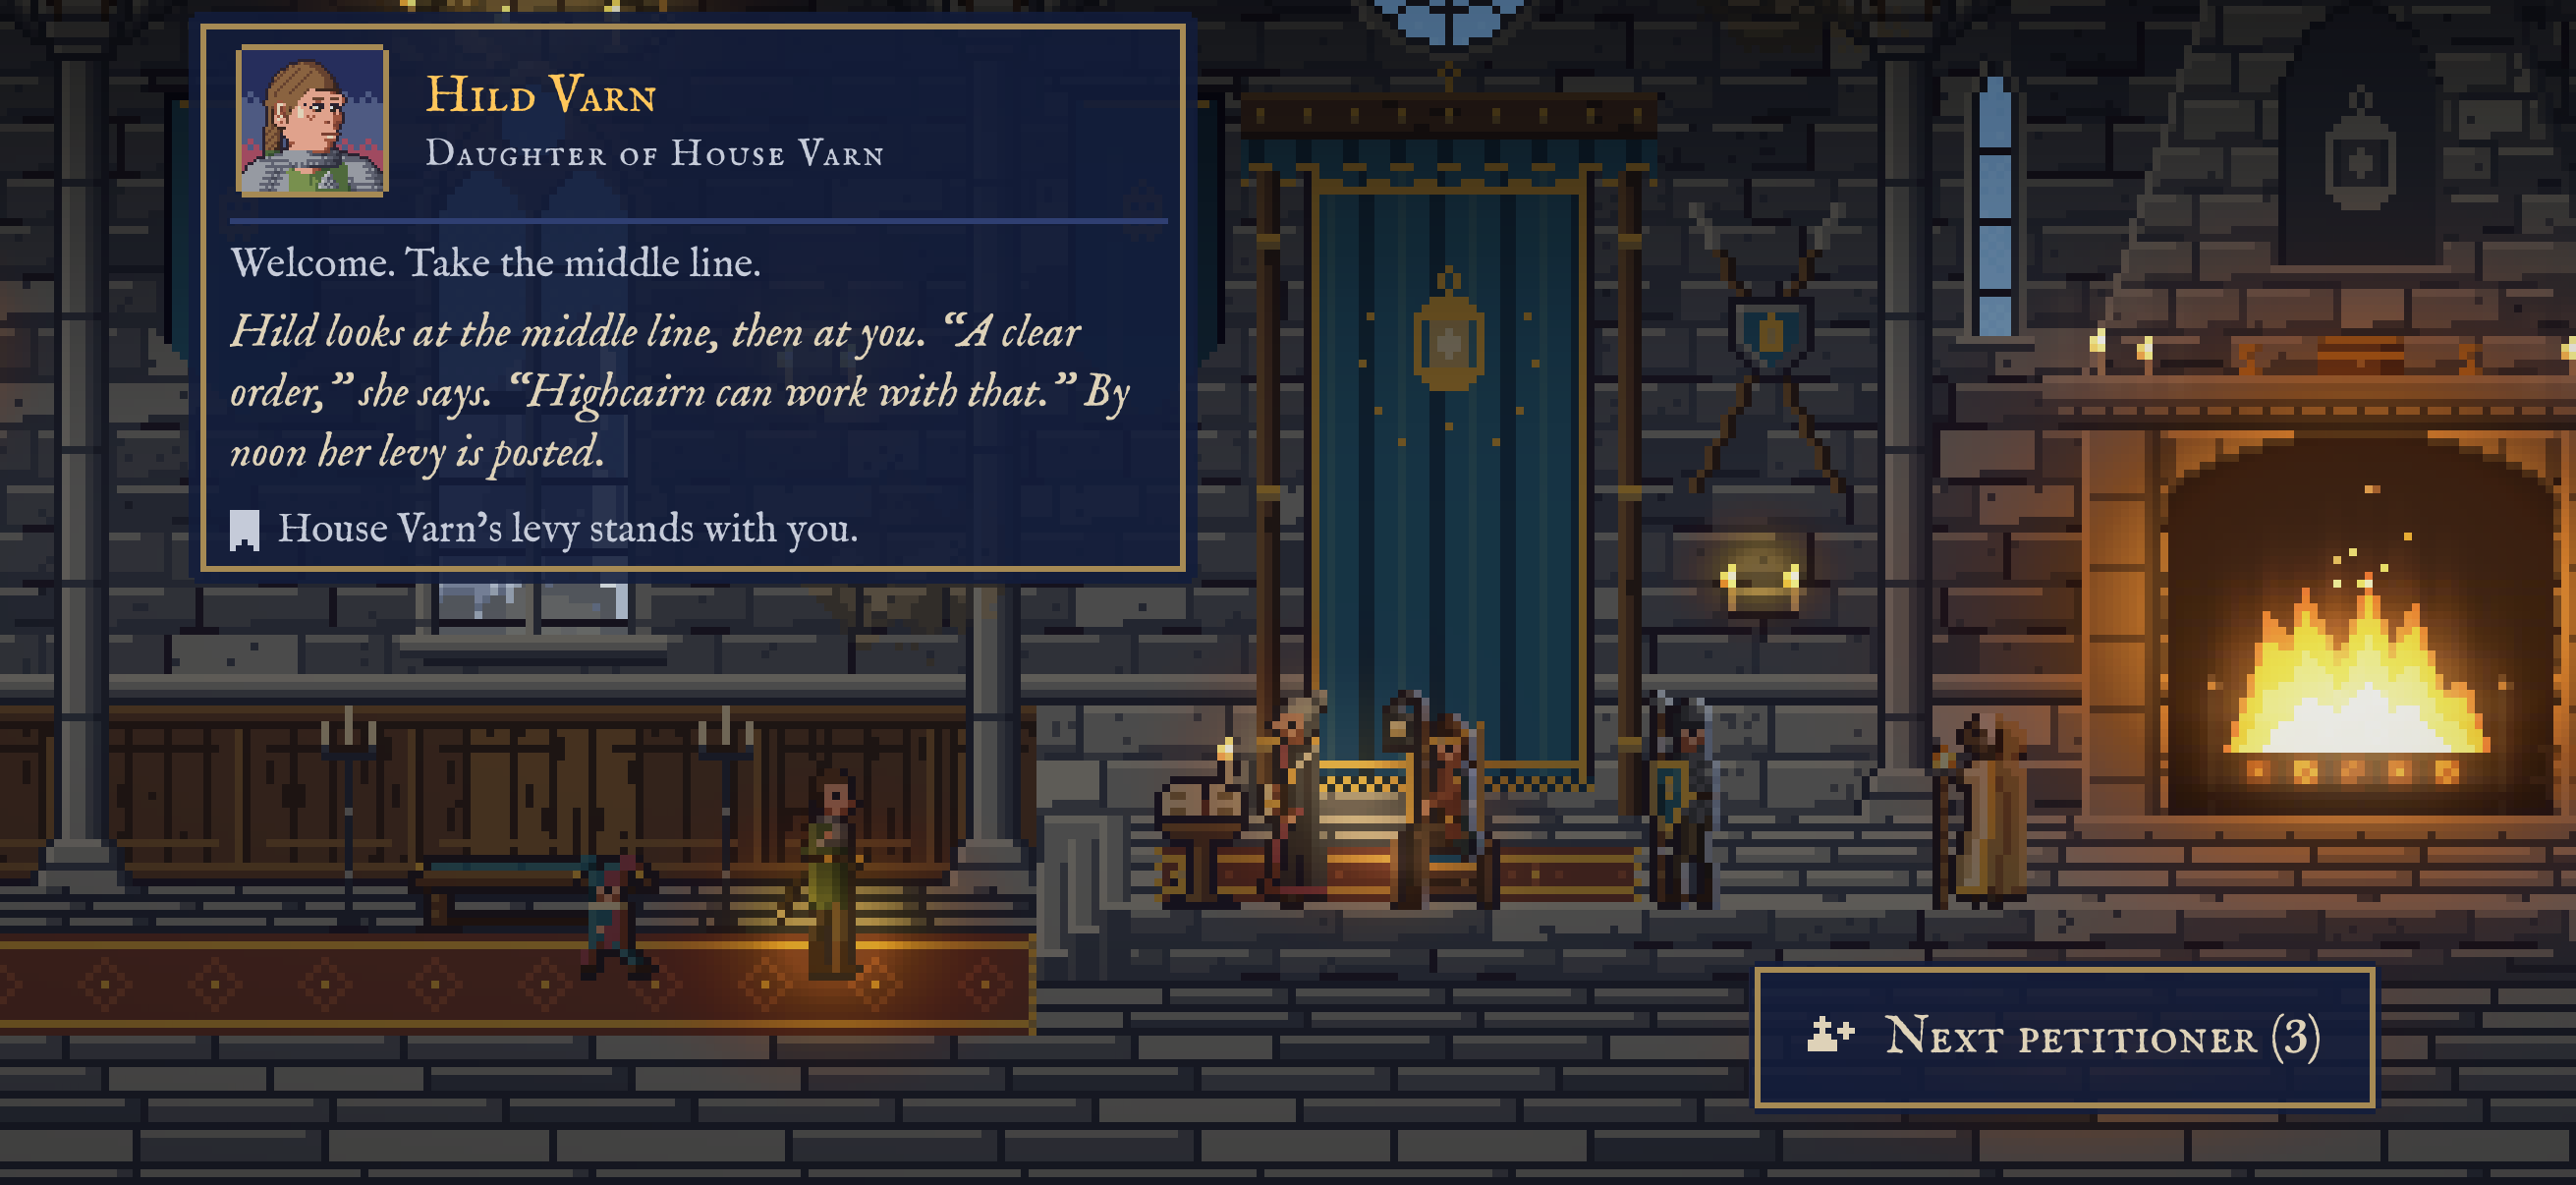 Hild Varn
Daughter of House Varn
Welcome. Take the middle line.
Hild looks at the middle line, then at you. “A clear
order,” she says. “Highcairn can work with that.” By
noon her levy is posted.
House Varn’s levy stands with you.
Next petitioner (3)